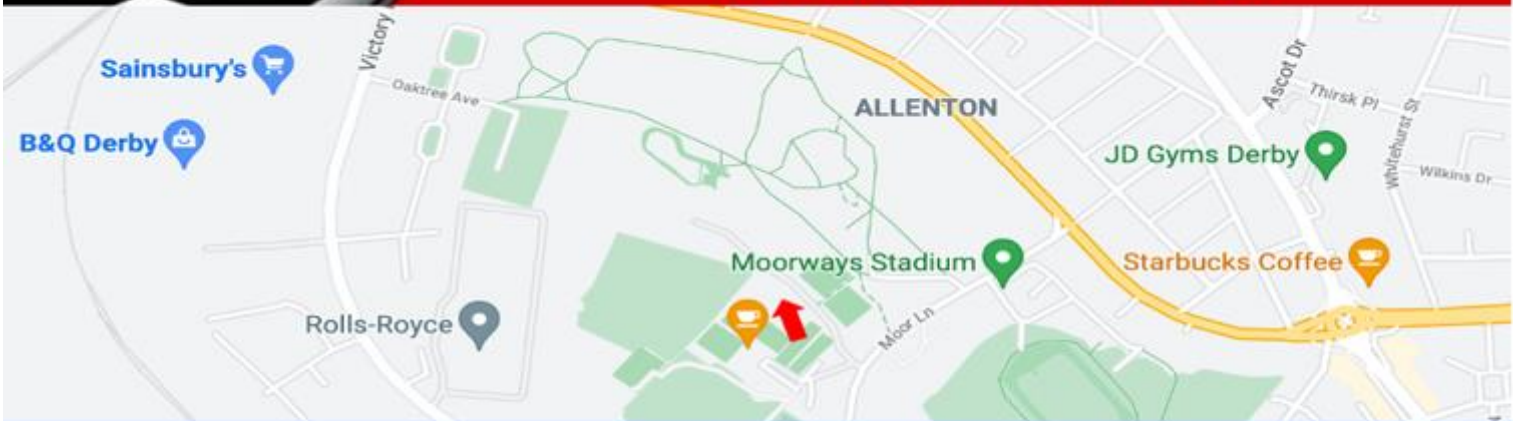 Sainsbury's
Victory
Oaktree Ave
B&Q Derby
ALLENTON
Ascot Dr
Thirsk Pl
Whitehurst St
JD Gyms Derby
Wilkins Dr
Moorways Stadium
Starbucks Coffee
Rolls-Royce
Moor Ln